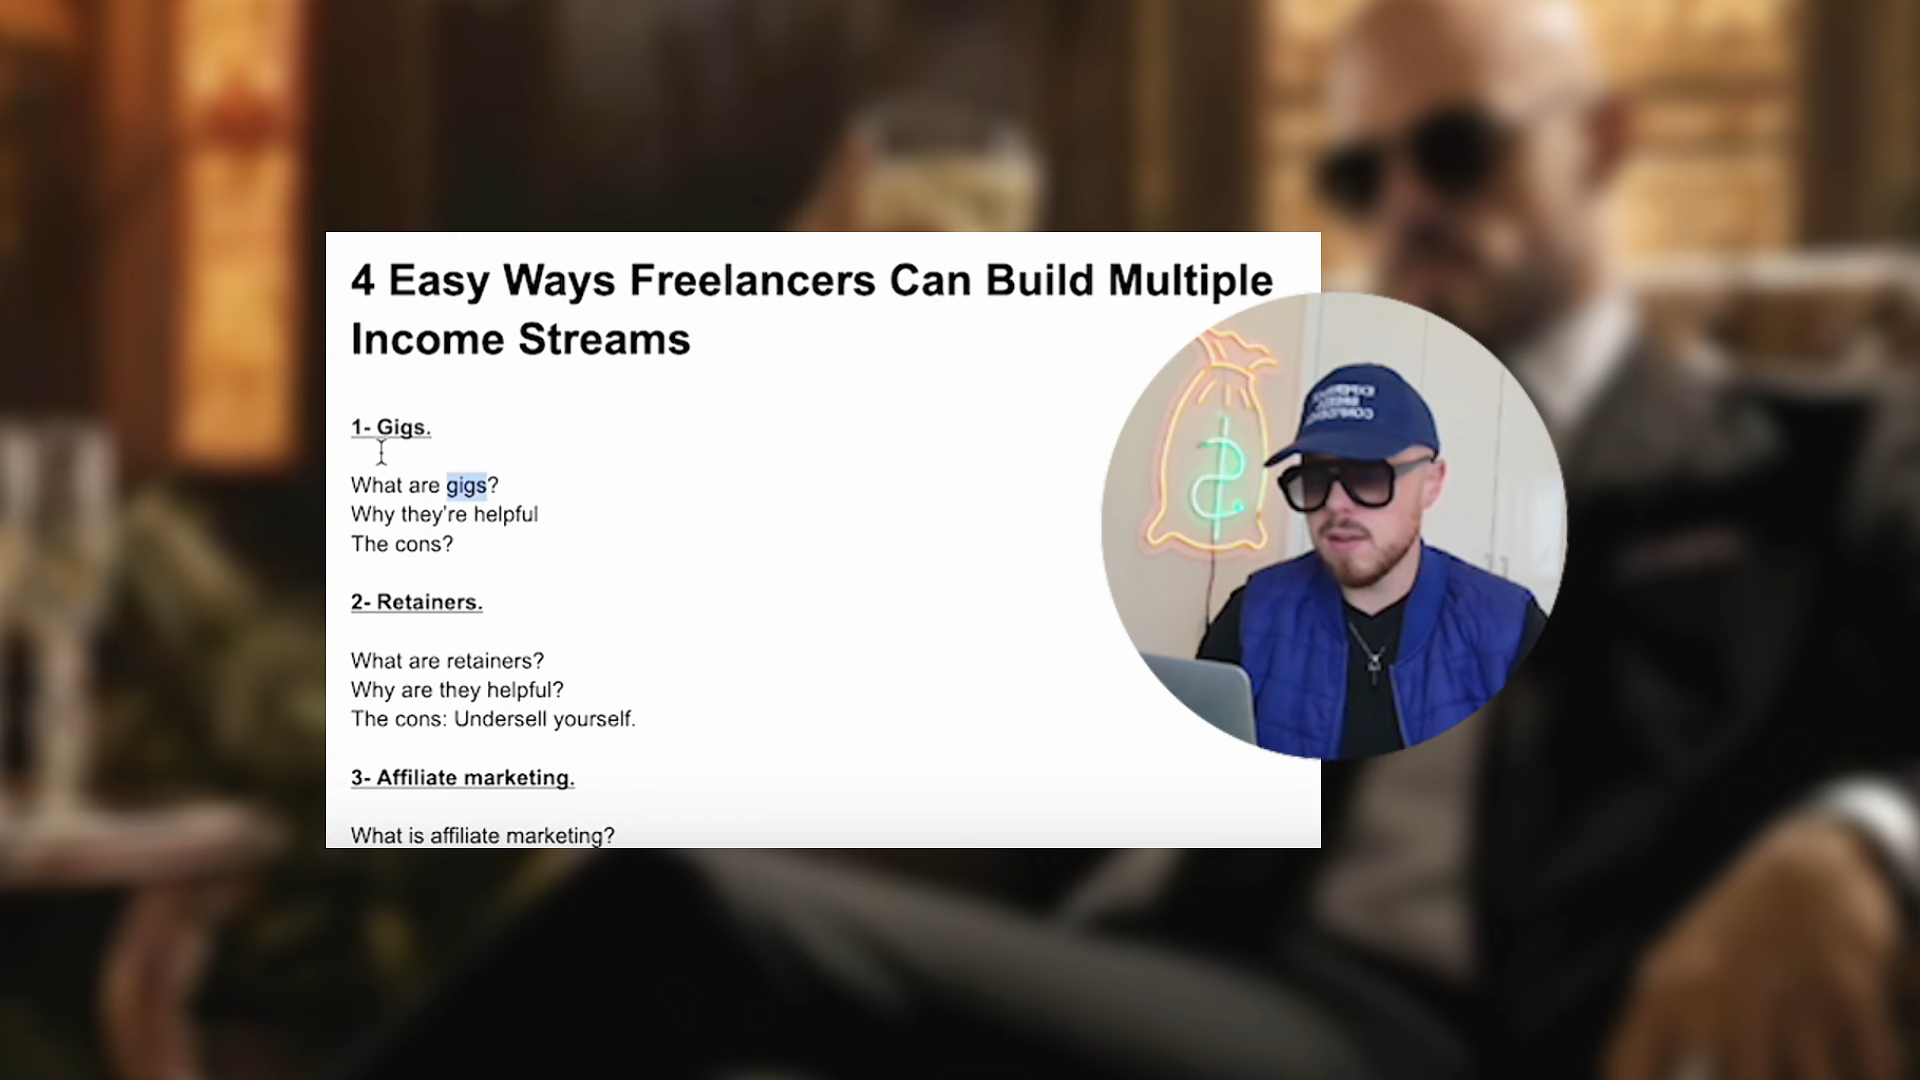 4 Easy Ways Freelancers Can Build Multiple
Income Streams
1- Gigs.
What are gigs?
Why they're helpful
The cons?
2- Retainers.
What are retainers?
Why are they helpful?
The cons: Undersell yourself.
3- Affiliate marketing.
What is affiliate marketing?